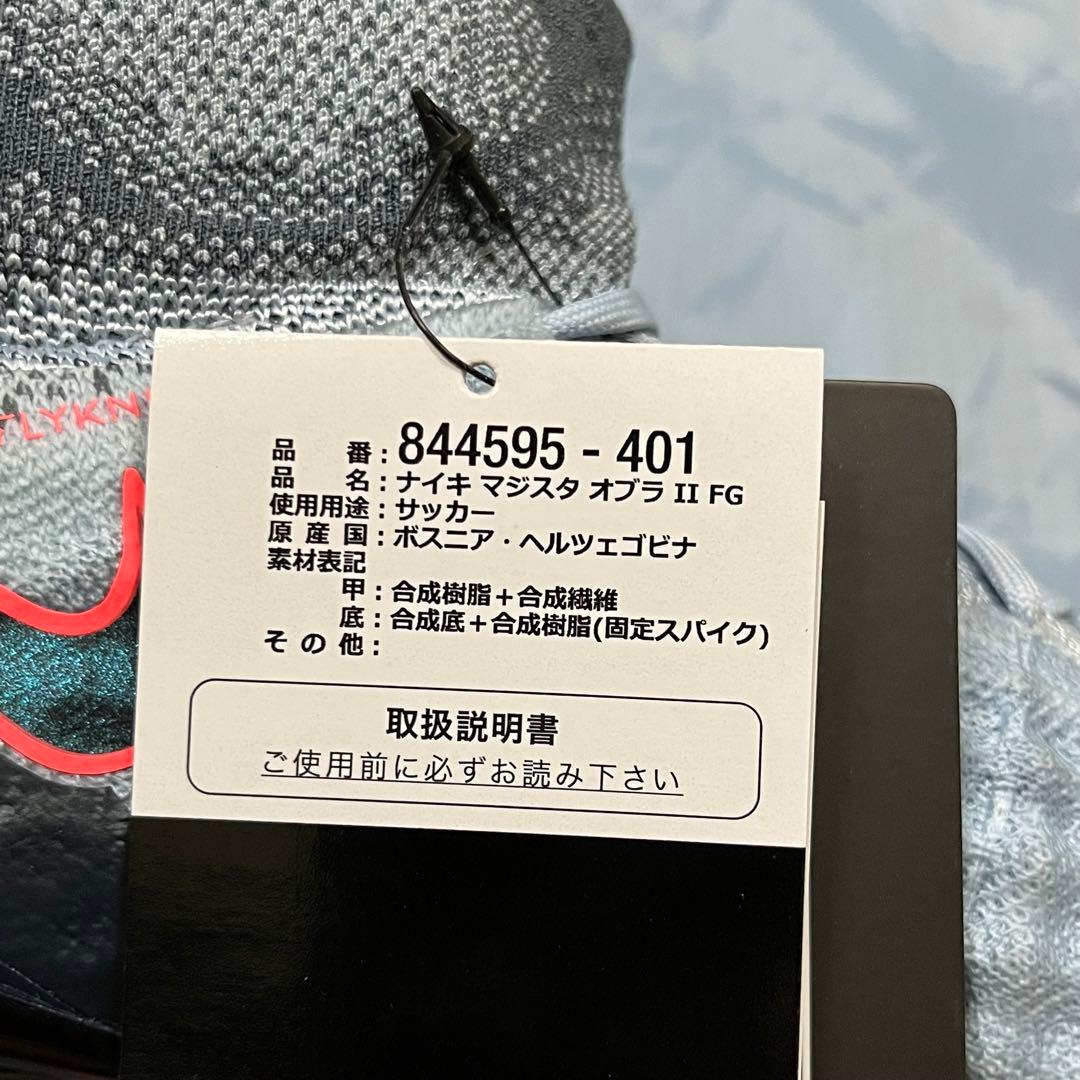 FLYKN
品 番：844595 - 401
品 名：ナイキ マジスタ オブラ II FG
使用用途：サッカー
原 産 国：ボスニア・ヘルツェゴビナ
素材表記
甲：合成樹脂＋合成繊維
底：合成底＋合成樹脂(固定スパイク)
そ の 他：
取扱説明書
ご使用前に必ずお読み下さい